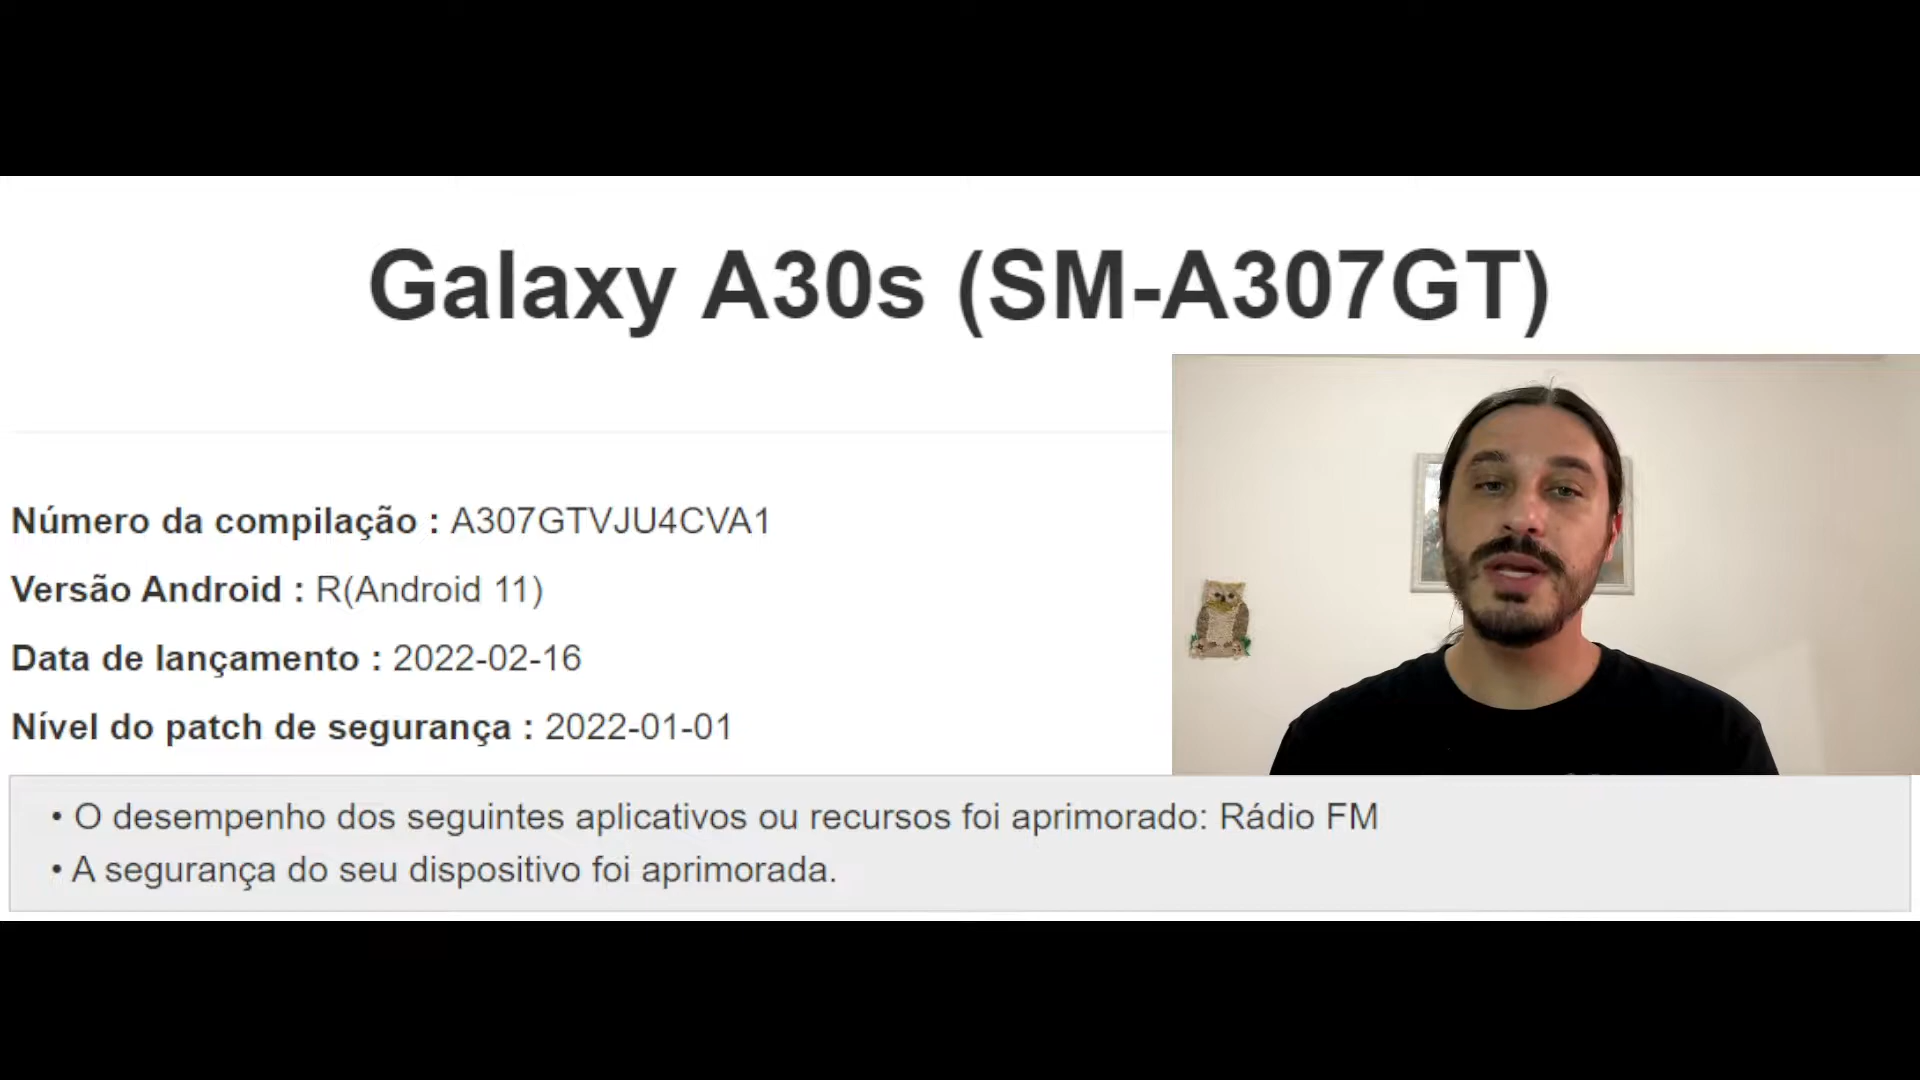 Galaxy A30s (SM-A307GT)
Número da compilação : A307GTVJU4CVA1
Versão Android : R(Android 11)
Data de lançamento : 2022-02-16
Nível do patch de segurança : 2022-01-01
• O desempenho dos seguintes aplicativos ou recursos foi aprimorado: Rádio FM
• A segurança do seu dispositivo foi aprimorada.